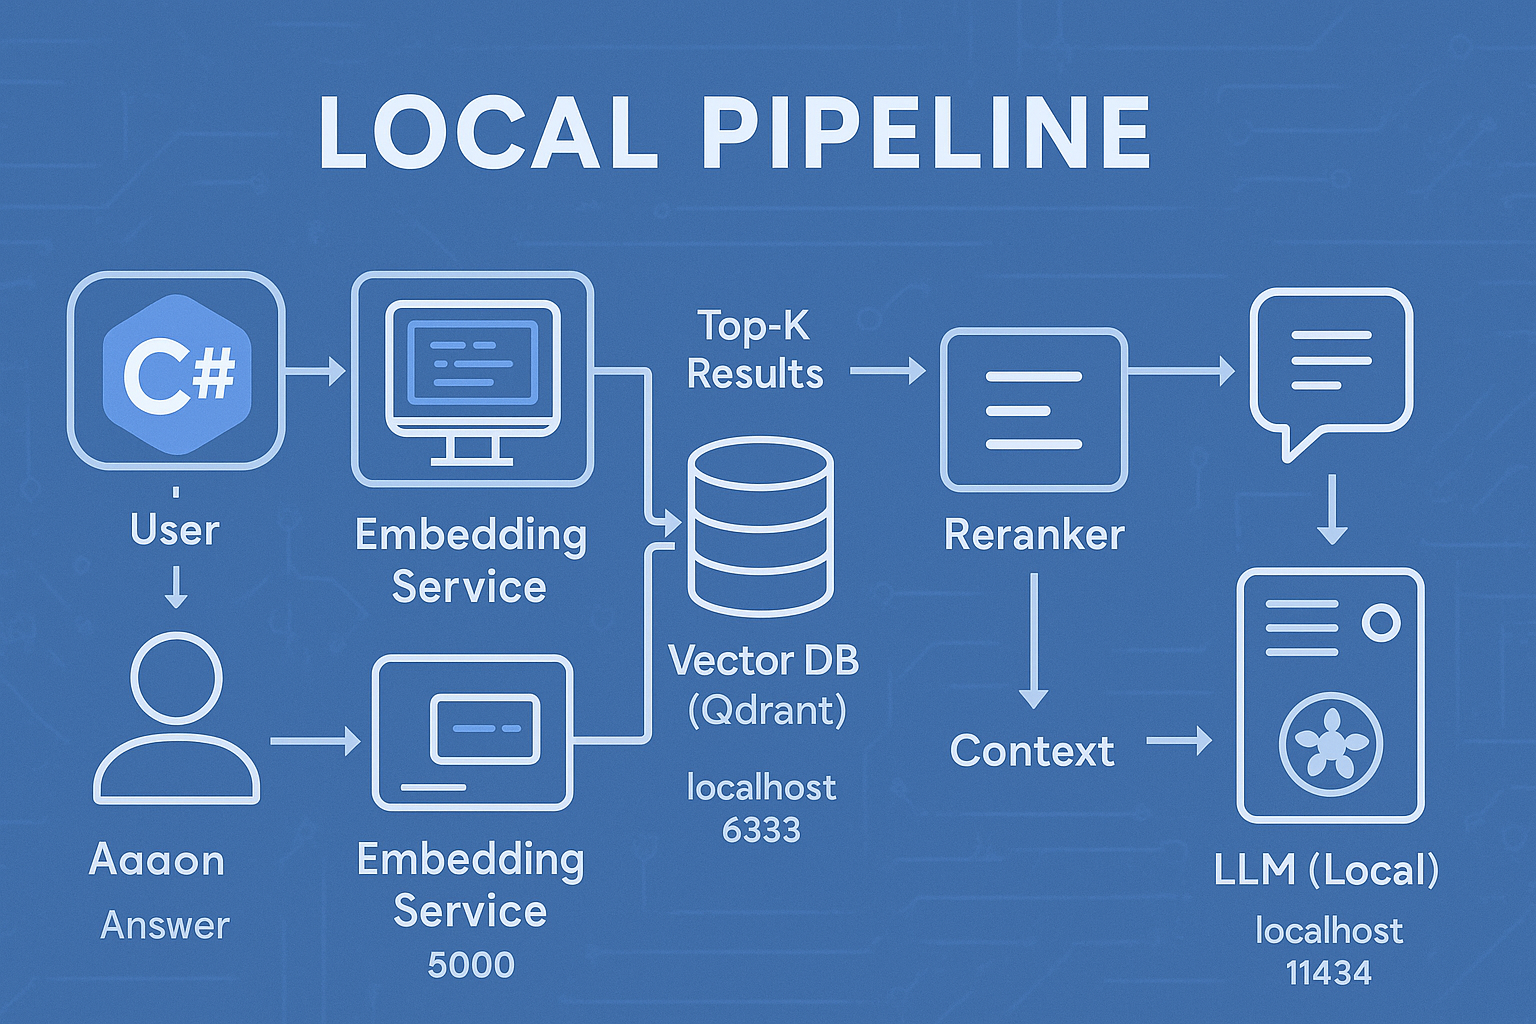 LOCAL PIPELINE
C#
User
Aaaon
Answer
Embedding
Service
Embedding
Service
5000
Top-K
Results
Vector DB
(Qdrant)
localhost
6333
Reranker
Context
LLM (Local)
localhost
11434